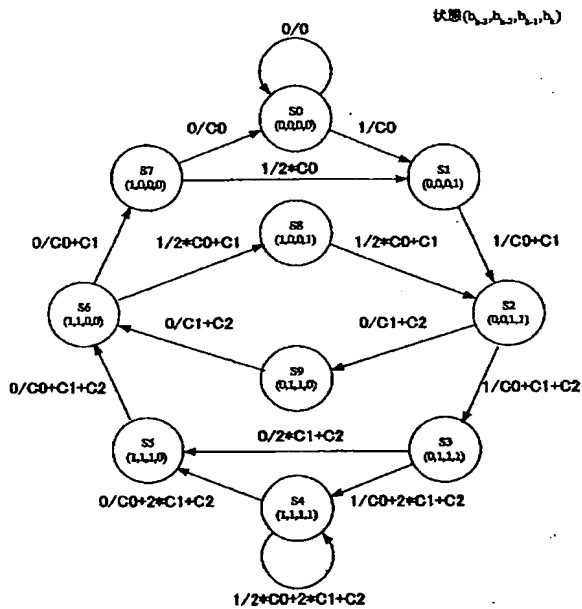 状態(b_{k-3},b_{k-2},b_{k-1},b_k)
0/0
S0
(0,0,0,0)
0/C0
1/C0
S7
(1,0,0,0)
1/2*C0
S1
(0,0,0,1)
0/C0+C1
1/2*C0+C1
S8
(1,0,0,1)
1/2*C0+C1
1/C0+C1
S6
(1,1,0,0)
S2
(0,0,1,1)
0/C1+C2
0/C1+C2
S9
(0,1,1,0)
0/C0+C1+C2
1/C0+C1+C2
S5
(1,1,1,0)
0/2*C1+C2
S3
(0,1,1,1)
0/C0+2*C1+C2
S4
(1,1,1,1)
1/C0+2*C1+C2
1/2*C0+2*C1+C2